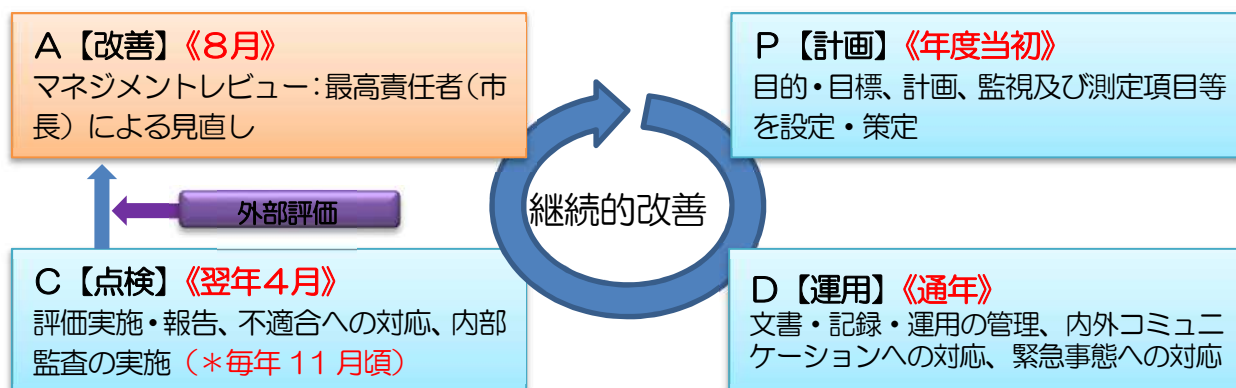 A【改善】《８月》
マネジメントレビュー：最高責任者（市
長）による見直し
P【計画】《年度当初》
目的・目標、計画、監視及び測定項目等
を設定・策定
外部評価
継続的改善
C【点検】《翌年４月》
評価実施・報告、不適合への対応、内部
監査の実施（＊毎年 11 月頃）
D【運用】《通年》
文書・記録・運用の管理、内外コミュニ
ケーションへの対応、緊急事態への対応